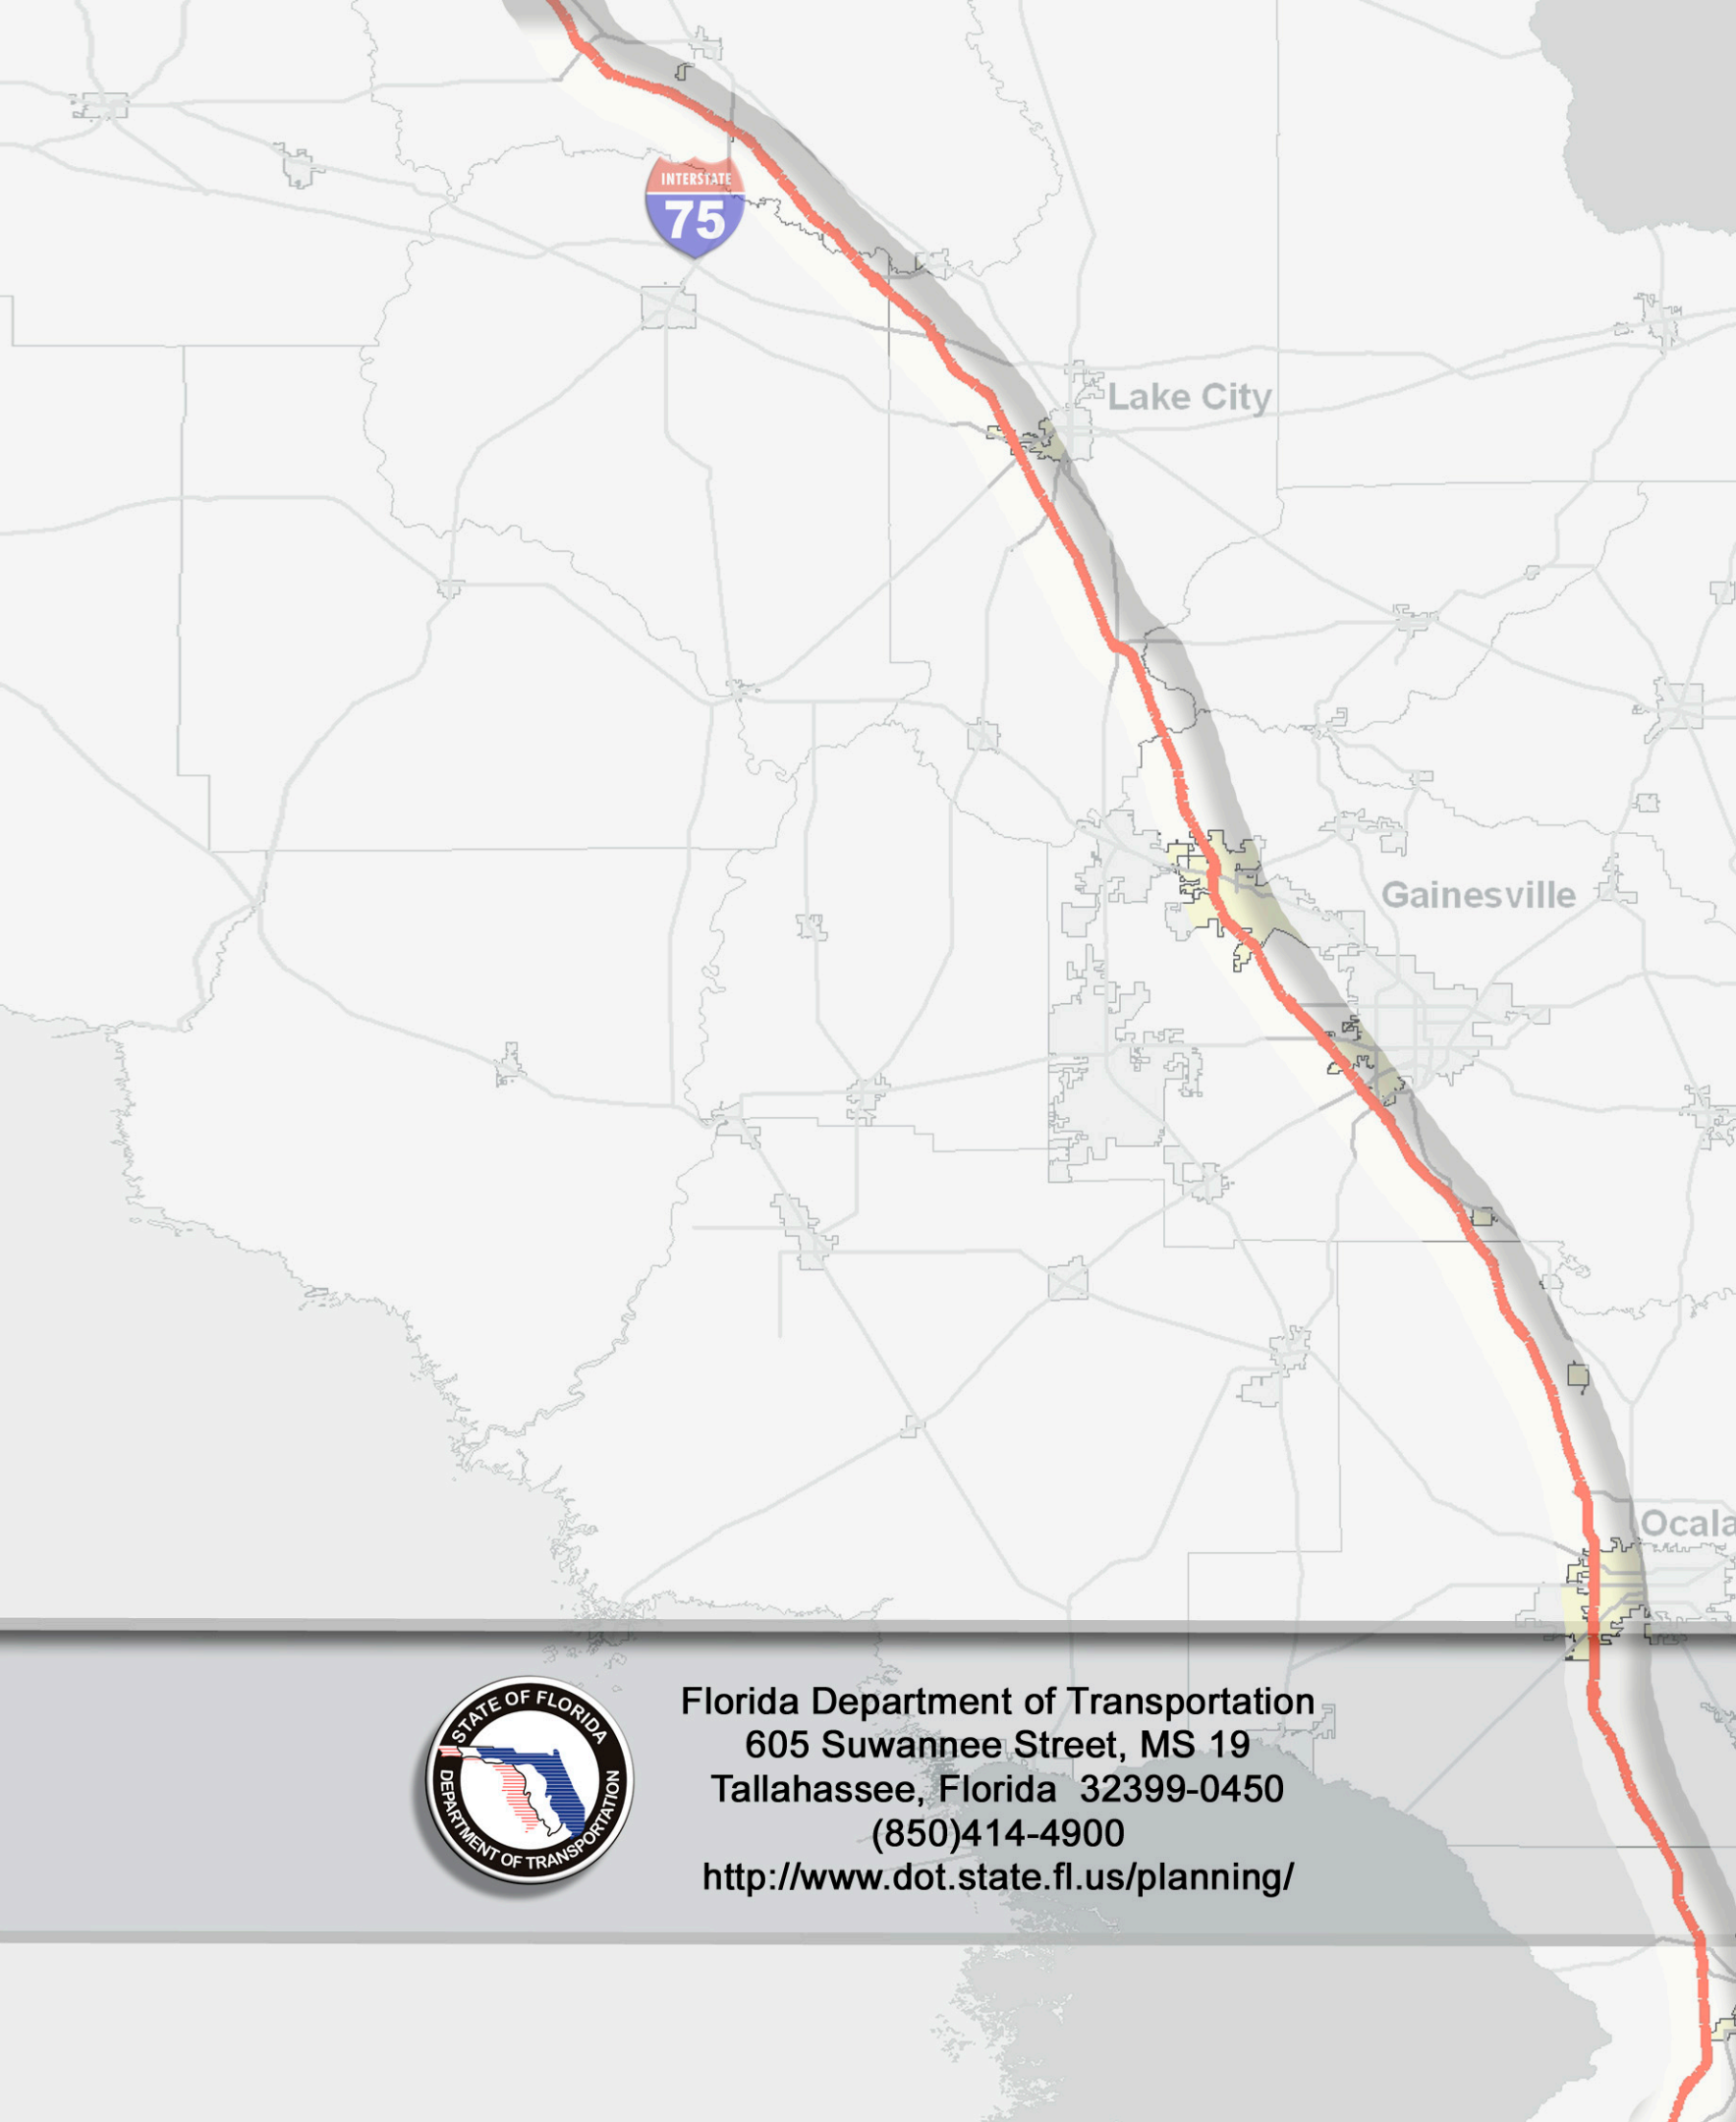 INTERSTATE
75
Lake City
Gainesville
Ocala
STATE OF FLORIDA
DEPARTMENT OF TRANSPORTATION
Florida Department of Transportation
605 Suwannee Street, MS 19
Tallahassee, Florida 32399-0450
(850)414-4900
http://www.dot.state.fl.us/planning/